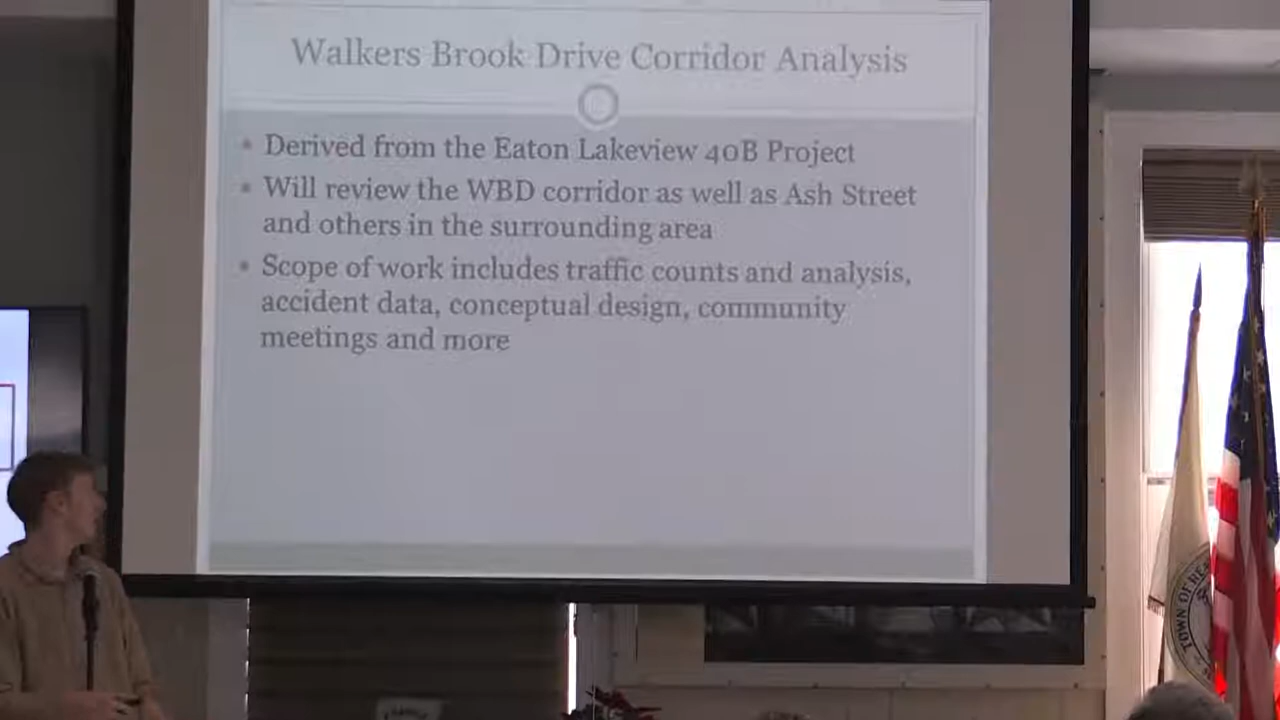 Walkers Brook Drive Corridor Analysis
Derived from the Eaton Lakeview 40B Project
Will review the WBD corridor as well as Ash Street
and others in the surrounding area
Scope of work includes traffic counts and analysis,
accident data, conceptual design, community
meetings and more
TOWN OF